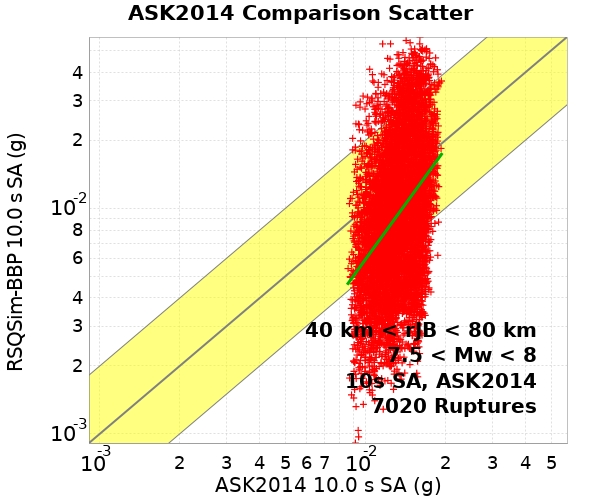 ASK2014 Comparison Scatter
RSQSim-BBP 10.0 s SA (g)
4
3
2
10-2
8
6
4
3
2
10-3
40 km < rJB < 80 km
7.5 < Mw < 8
10s SA, ASK2014
7020 Ruptures
10-3 2 3 4 5 6 7 10-2 2 3 4 5
ASK2014 10.0 s SA (g)